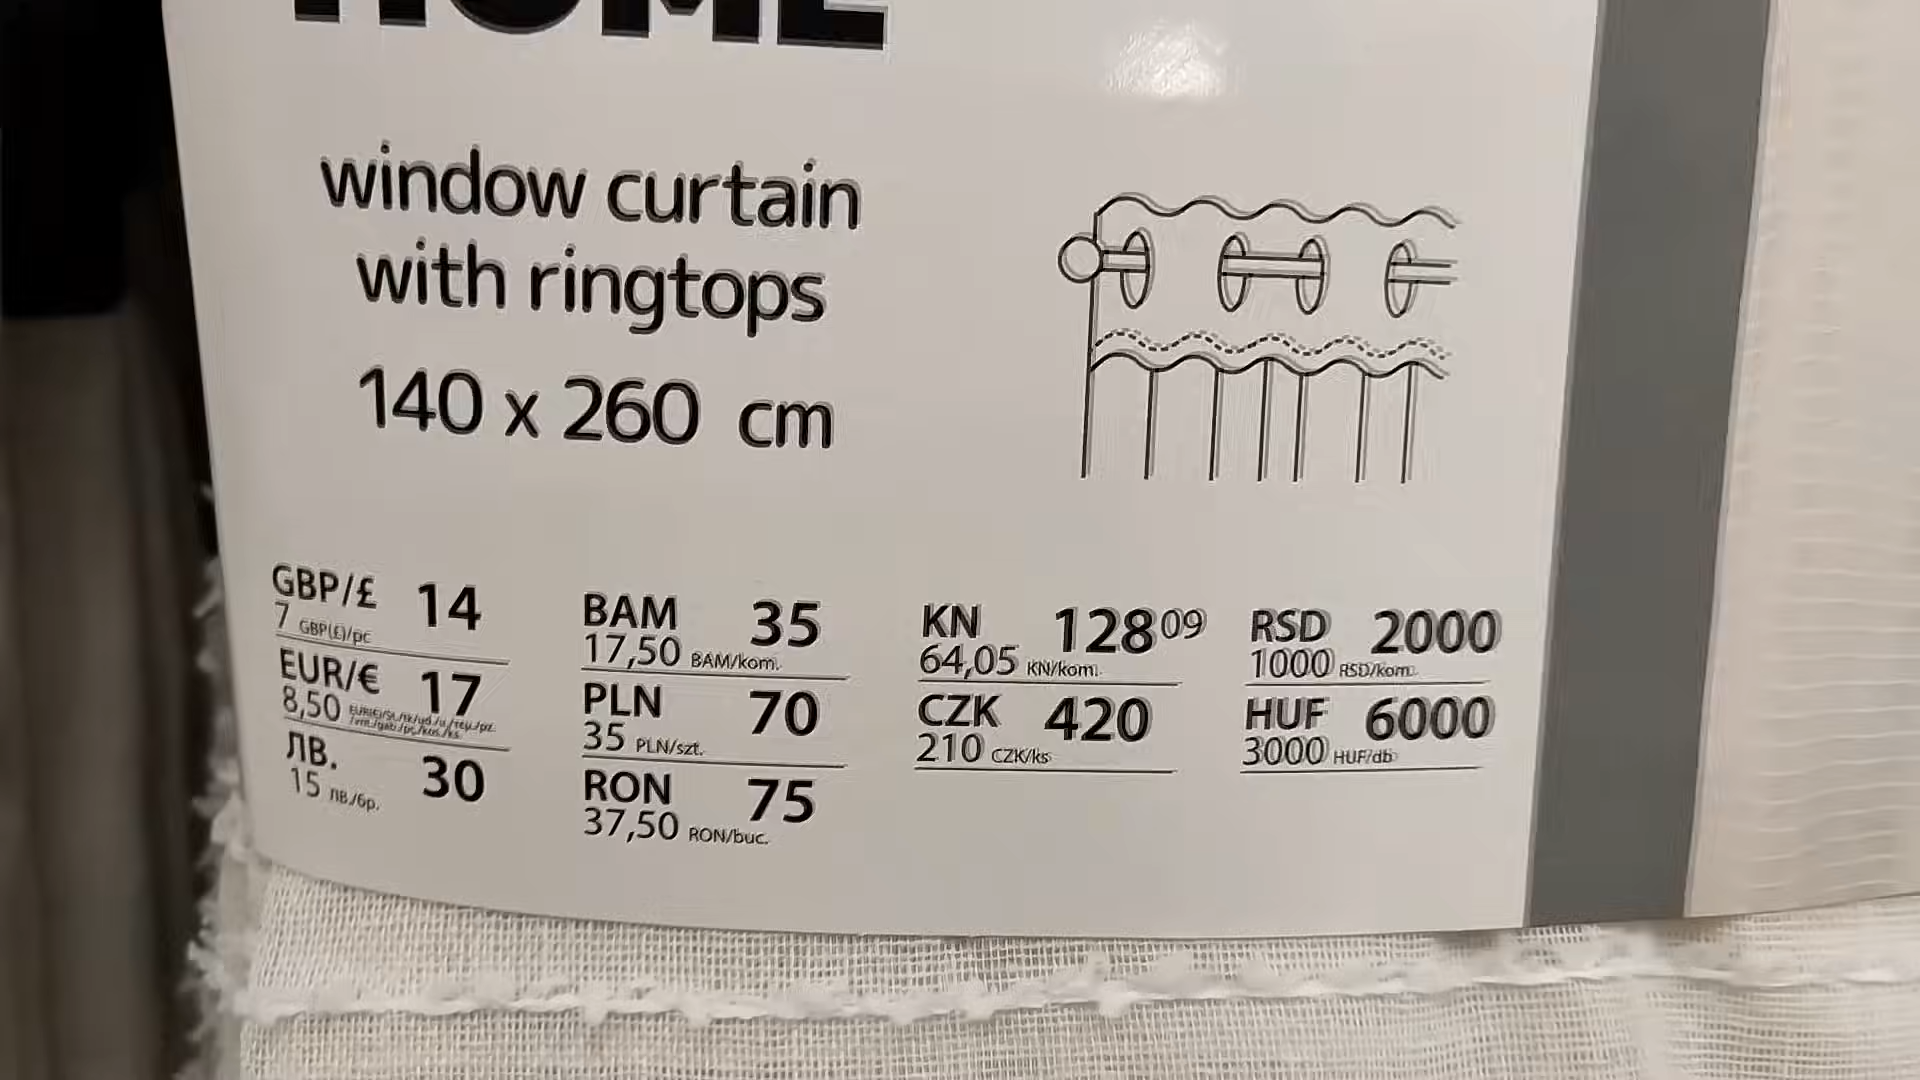 HOME
window curtain
with ringtops
140 x 260 cm
GBP/£ 14
7 GBP(£)/pc
EUR/€ 17
8,50
ЛВ. 30
15 лв./бр.
BAM 35
17,50 BAM/kom.
PLN 70
35 PLN/szt.
RON 75
37,50 RON/buc.
KN 128 09
64,05 KN/kom.
CZK 420
210 CZK/ks
RSD 2000
1000 RSD/kom.
HUF 6000
3000 HUF/db